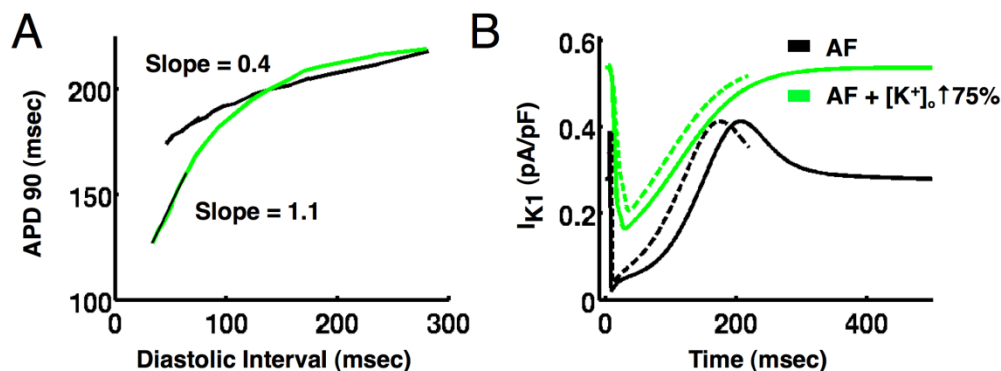 A
Slope = 0.4
Slope = 1.1
APD 90 (msec)
200
150
100
0
100
200
300
Diastolic Interval (msec)
B
AF
AF + [K⁺]ₒ ↑75%
I_K1 (pA/pF)
0.6
0.4
0.2
0
0
200
400
Time (msec)